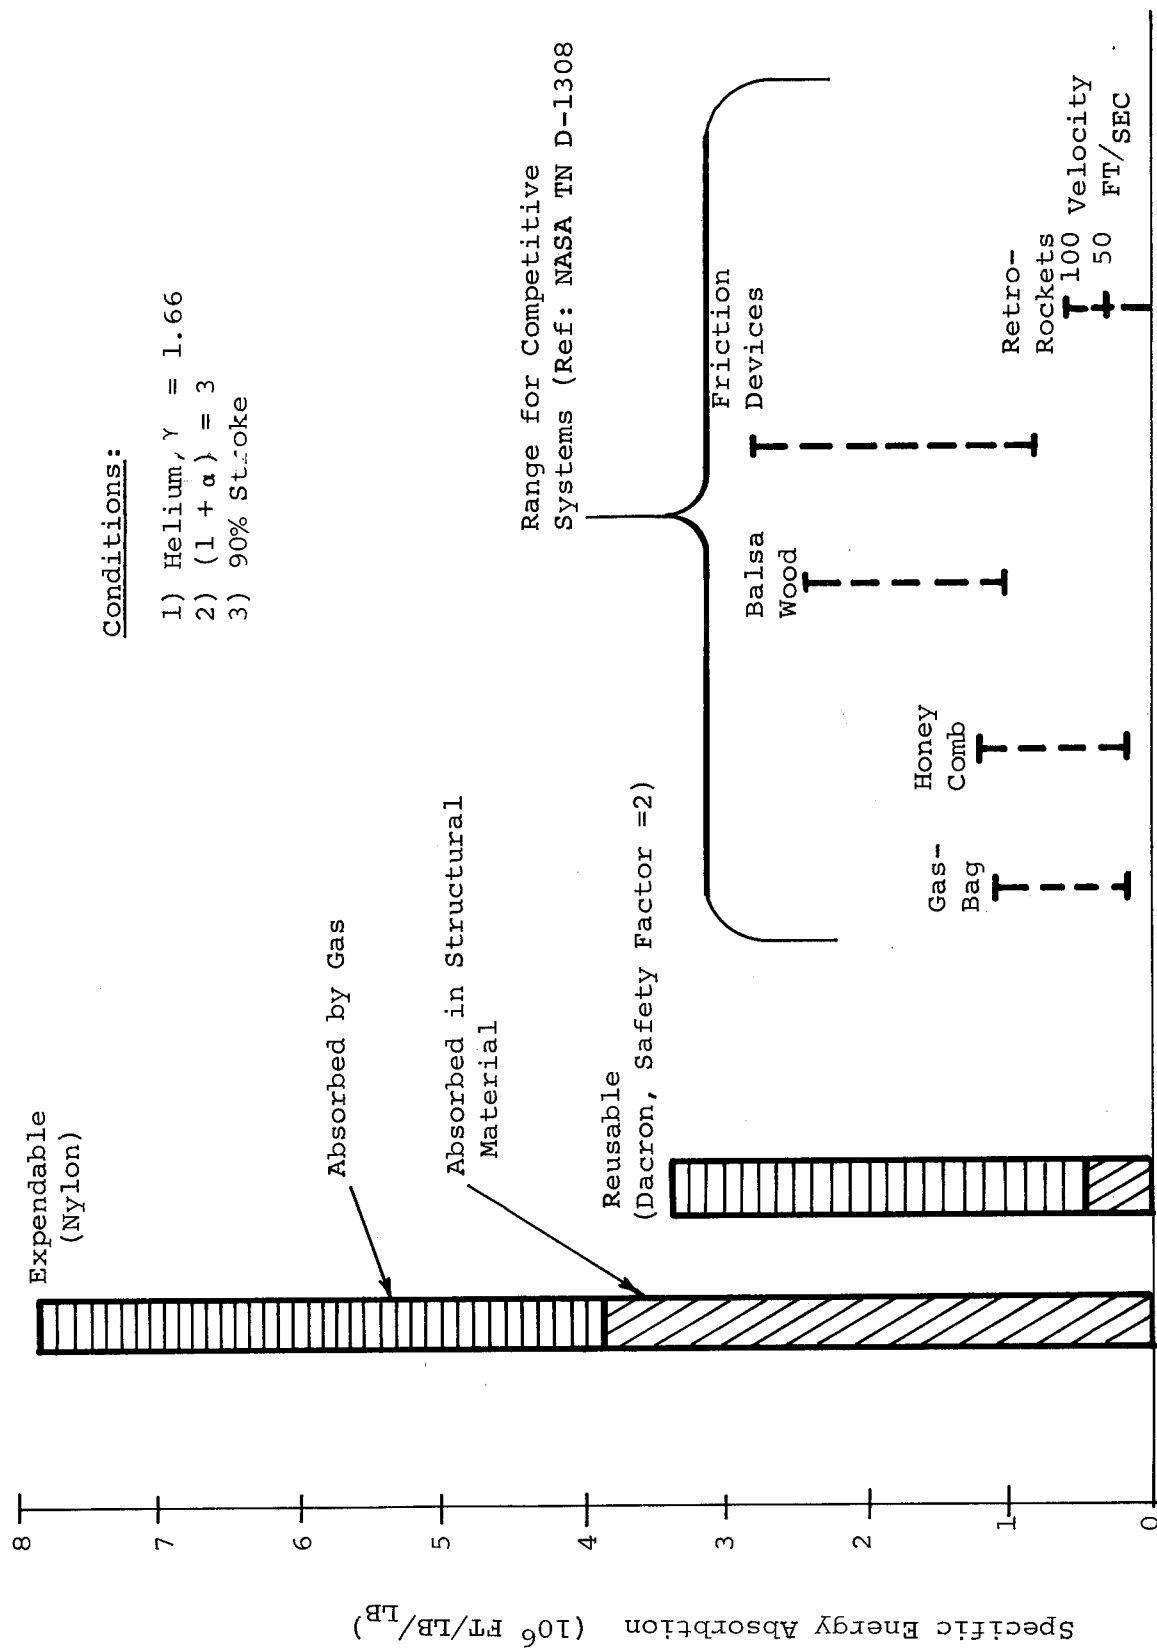 Specific Energy Absorbtion (10⁶ FT/LB/LB)
8
7
6
5
4
3
2
1
0
Expendable
(Nylon)
Absorbed by Gas
Absorbed in Structural
Material
Reusable
(Dacron, Safety Factor =2)
Conditions:
1) Helium, γ = 1.66
2) (1 + α) = 3
3) 90% Stroke
Range for Competitive
Systems (Ref: NASA TN D-1308
Gas-
Bag
Honey
Comb
Balsa
Wood
Friction
Devices
Retro-
Rockets
100 Velocity
50 FT/SEC